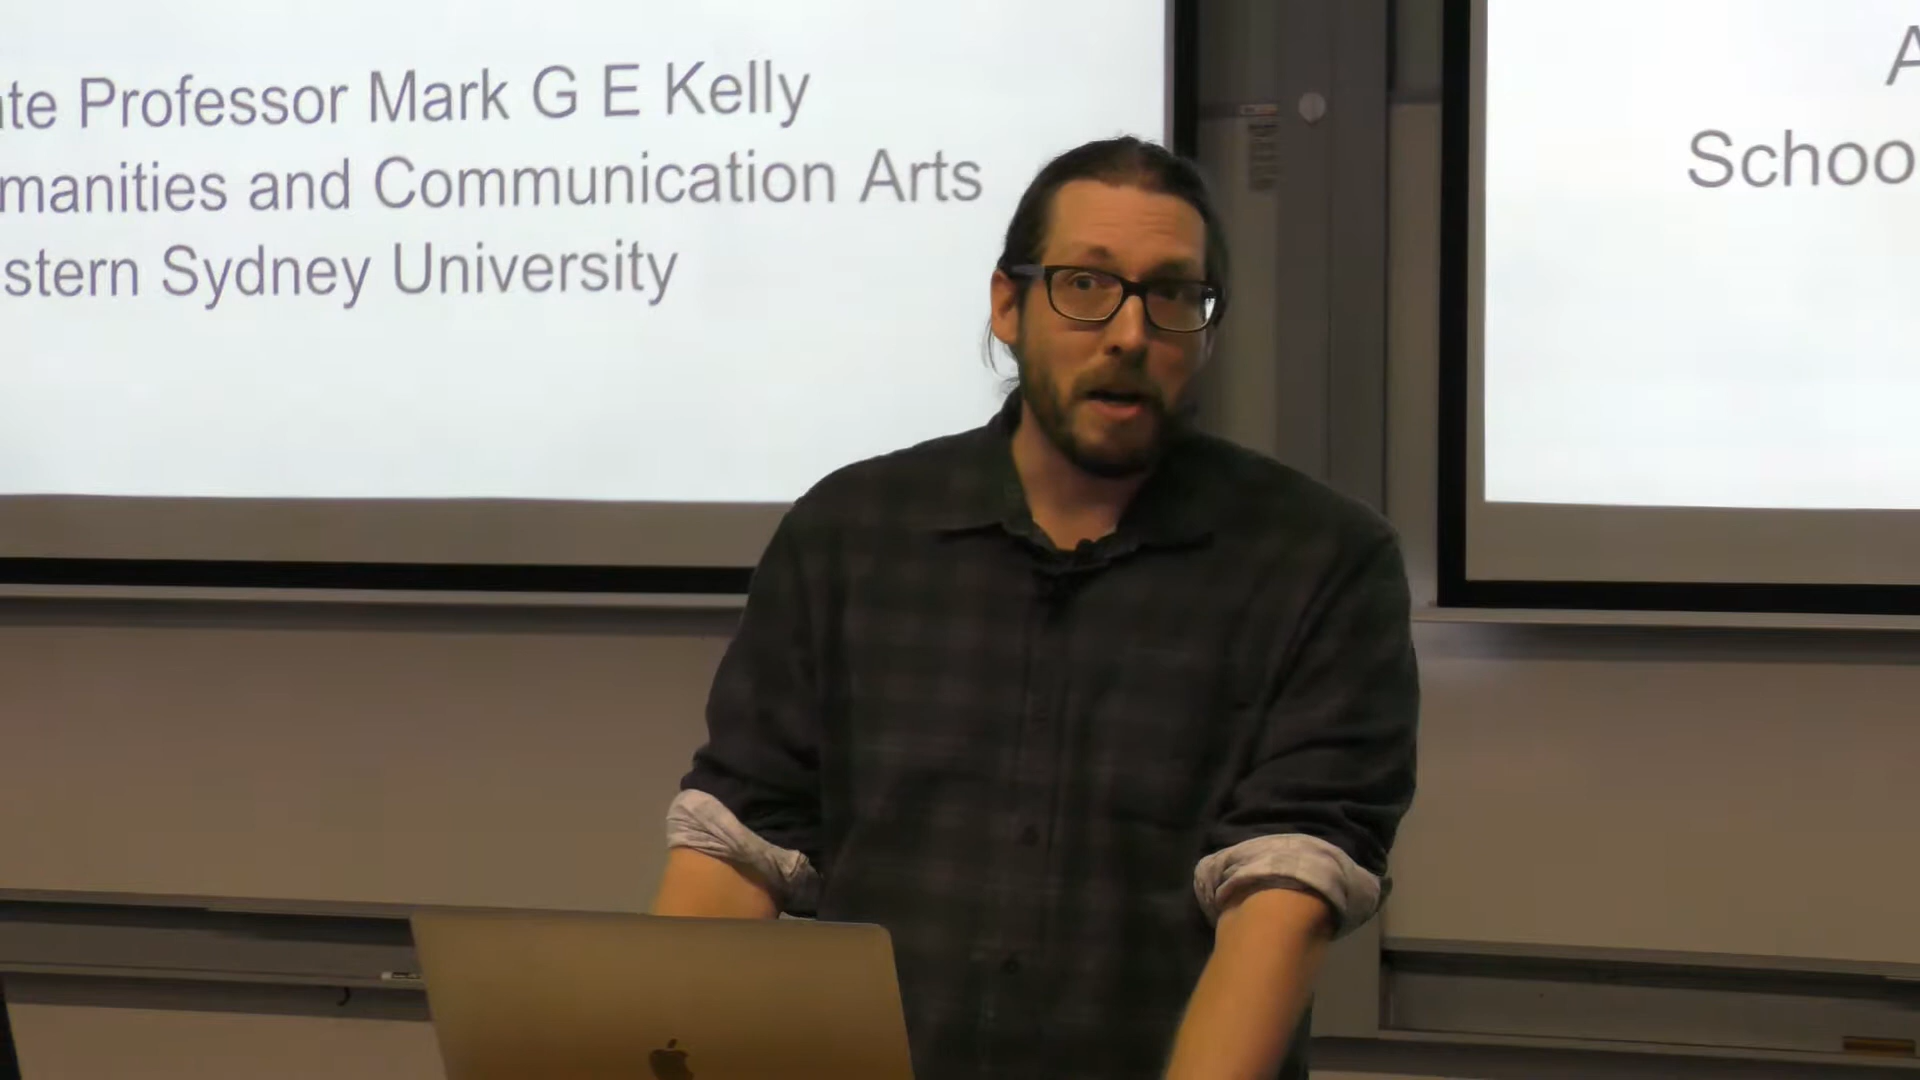 ate Professor Mark G E Kelly
manities and Communication Arts
stern Sydney University
A
Schoo